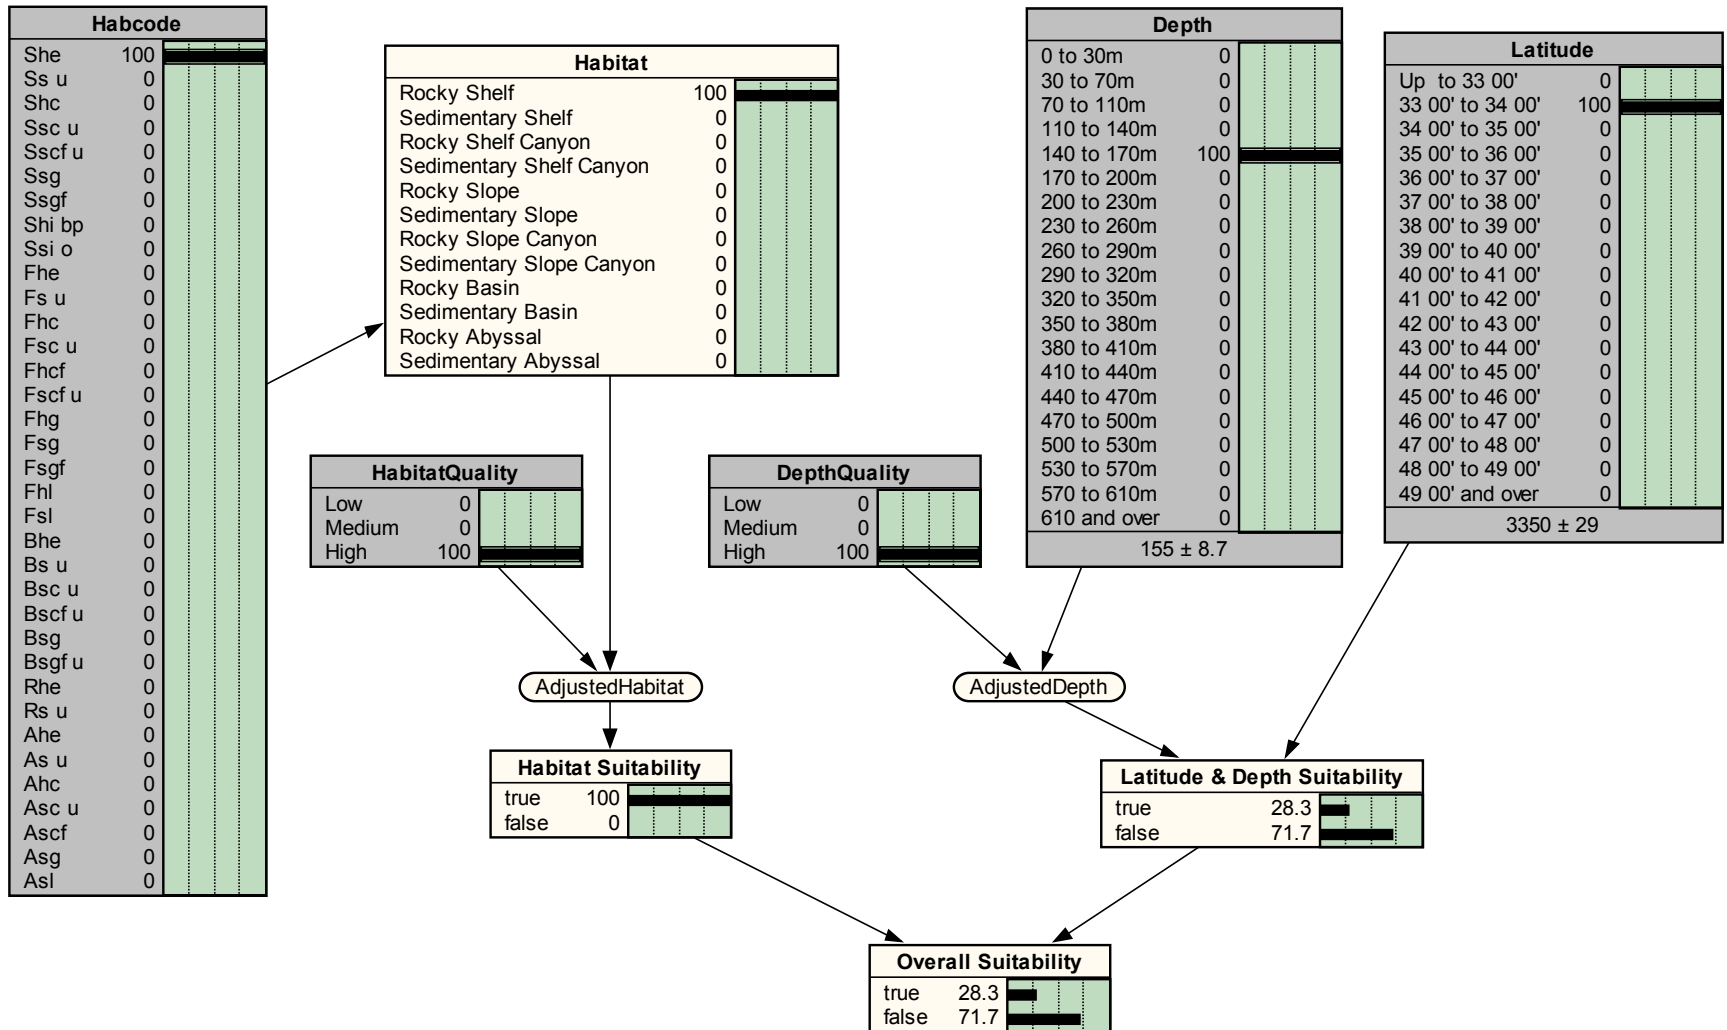 Habcode
She 100
Ss u 0
Shc 0
Ssc u 0
Sscf u 0
Ssg 0
Ssgf 0
Shi bp 0
Ssi o 0
Fhe 0
Fs u 0
Fhc 0
Fsc u 0
Fhcf 0
Fscf u 0
Fhg 0
Fsg 0
Fsgf 0
Fhl 0
Fsl 0
Bhe 0
Bs u 0
Bsc u 0
Bscf u 0
Bsg 0
Bsgf u 0
Rhe 0
Rs u 0
Ahe 0
As u 0
Ahc 0
Asc u 0
Ascf 0
Asg 0
Asl 0
Habitat
Rocky Shelf 100
Sedimentary Shelf 0
Rocky Shelf Canyon 0
Sedimentary Shelf Canyon 0
Rocky Slope 0
Sedimentary Slope 0
Rocky Slope Canyon 0
Sedimentary Slope Canyon 0
Rocky Basin 0
Sedimentary Basin 0
Rocky Abyssal 0
Sedimentary Abyssal 0
Depth
0 to 30m 0
30 to 70m 0
70 to 110m 0
110 to 140m 0
140 to 170m 100
170 to 200m 0
200 to 230m 0
230 to 260m 0
260 to 290m 0
290 to 320m 0
320 to 350m 0
350 to 380m 0
380 to 410m 0
410 to 440m 0
440 to 470m 0
470 to 500m 0
500 to 530m 0
530 to 570m 0
570 to 610m 0
610 and over 0
155 ± 8.7
Latitude
Up to 33 00' 0
33 00' to 34 00' 100
34 00' to 35 00' 0
35 00' to 36 00' 0
36 00' to 37 00' 0
37 00' to 38 00' 0
38 00' to 39 00' 0
39 00' to 40 00' 0
40 00' to 41 00' 0
41 00' to 42 00' 0
42 00' to 43 00' 0
43 00' to 44 00' 0
44 00' to 45 00' 0
45 00' to 46 00' 0
46 00' to 47 00' 0
47 00' to 48 00' 0
48 00' to 49 00' 0
49 00' and over 0
3350 ± 29
HabitatQuality
Low 0
Medium 0
High 100
DepthQuality
Low 0
Medium 0
High 100
AdjustedHabitat
AdjustedDepth
Habitat Suitability
true 100
false 0
Latitude & Depth Suitability
true 28.3
false 71.7
Overall Suitability
true 28.3
false 71.7